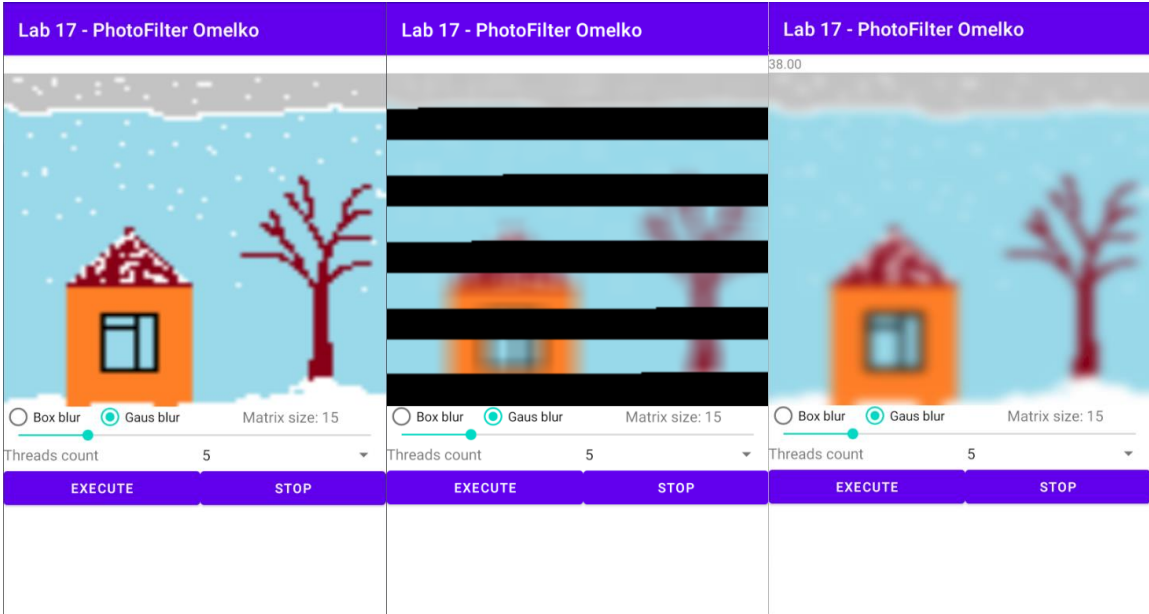 Lab 17 - PhotoFilter Omelko
Box blur Gaus blur Matrix size: 15
Threads count 5
EXECUTE STOP
Lab 17 - PhotoFilter Omelko
Box blur Gaus blur Matrix size: 15
Threads count 5
EXECUTE STOP
Lab 17 - PhotoFilter Omelko
38.00
Box blur Gaus blur Matrix size: 15
Threads count 5
EXECUTE STOP